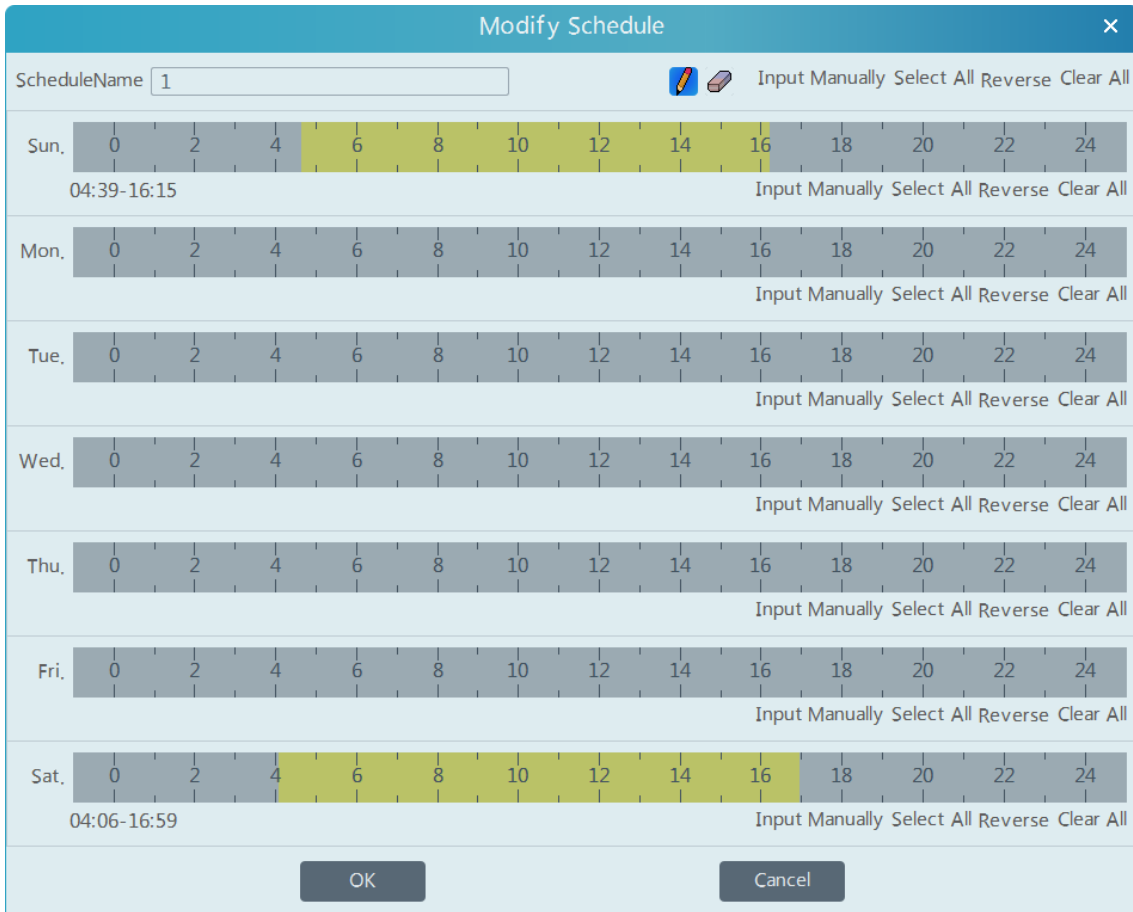 Modify Schedule ×
ScheduleName 1 Input Manually Select All Reverse Clear All
Sun. 0 2 4 6 8 10 12 14 16 18 20 22 24
04:39-16:15 Input Manually Select All Reverse Clear All
Mon. 0 2 4 6 8 10 12 14 16 18 20 22 24
Input Manually Select All Reverse Clear All
Tue. 0 2 4 6 8 10 12 14 16 18 20 22 24
Input Manually Select All Reverse Clear All
Wed. 0 2 4 6 8 10 12 14 16 18 20 22 24
Input Manually Select All Reverse Clear All
Thu. 0 2 4 6 8 10 12 14 16 18 20 22 24
Input Manually Select All Reverse Clear All
Fri. 0 2 4 6 8 10 12 14 16 18 20 22 24
Input Manually Select All Reverse Clear All
Sat. 0 2 4 6 8 10 12 14 16 18 20 22 24
04:06-16:59 Input Manually Select All Reverse Clear All
OK Cancel